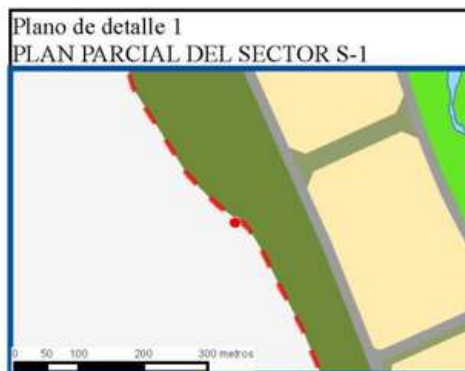 Plano de detalle 1
PLAN PARCIAL DEL SECTOR S-1
0 50 100 200 300 metros